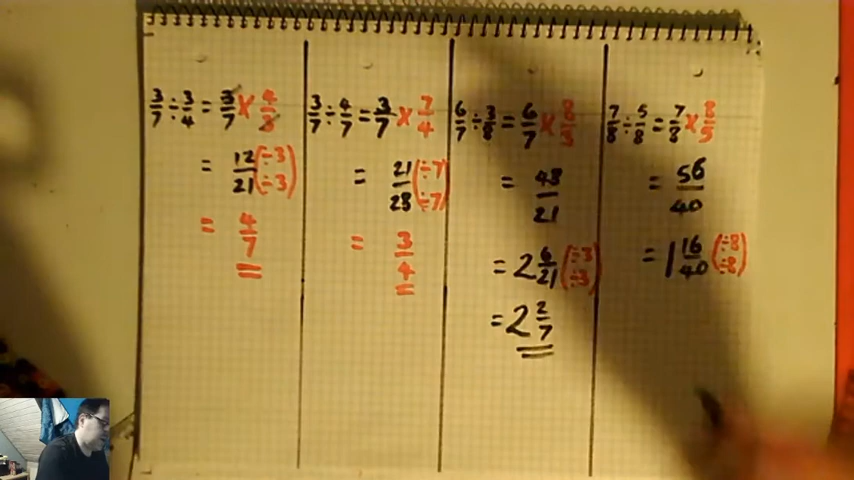 3/7 ÷ 3/4 = 3/7 × 4/3
= 12/21 (÷3)/(÷3)
= 4/7
3/7 ÷ 4/7 = 3/7 × 7/4
= 21/28 (÷7)/(÷7)
= 3/4
6/7 ÷ 3/8 = 6/7 × 8/3
= 48/21
= 2 6/21 (÷3)/(÷3)
= 2 2/7
7/8 ÷ 5/8 = 7/8 × 8/5
= 56/40
= 1 16/40 (÷8)/(÷8)